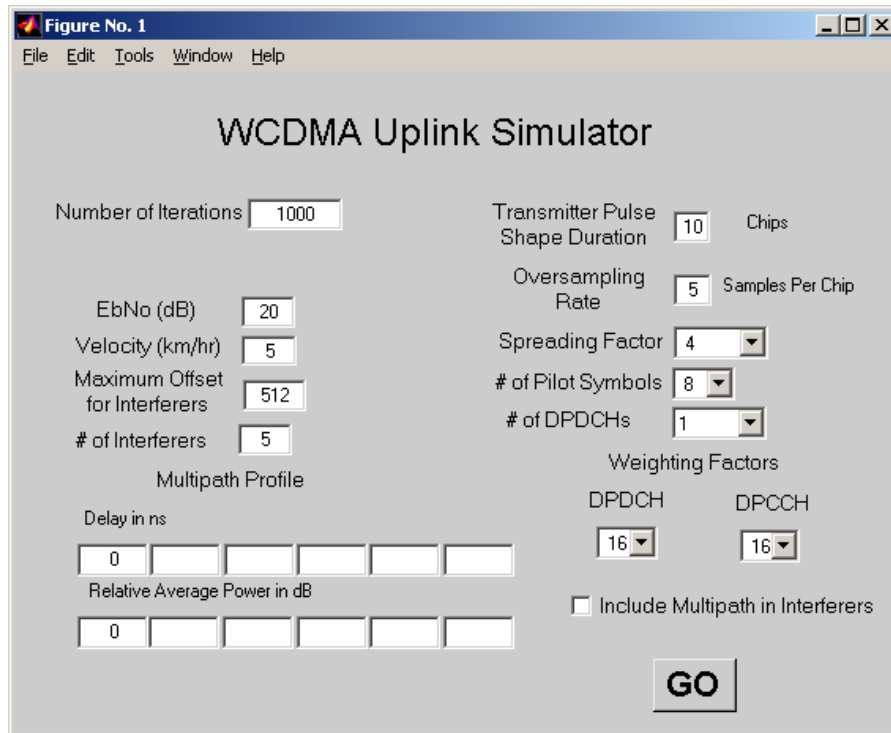 Figure No. 1
File Edit Tools Window Help
WCDMA Uplink Simulator
Number of Iterations 1000
Transmitter Pulse
Shape Duration 10 Chips
Oversampling
Rate 5 Samples Per Chip
EbNo (dB) 20
Velocity (km/hr) 5
Maximum Offset
for Interferers 512
# of Interferers 5
Spreading Factor 4
# of Pilot Symbols 8
# of DPDCHs 1
Multipath Profile
Delay in ns
0
Relative Average Power in dB
0
Weighting Factors
DPDCH DPCCH
16 16
Include Multipath in Interferers
GO